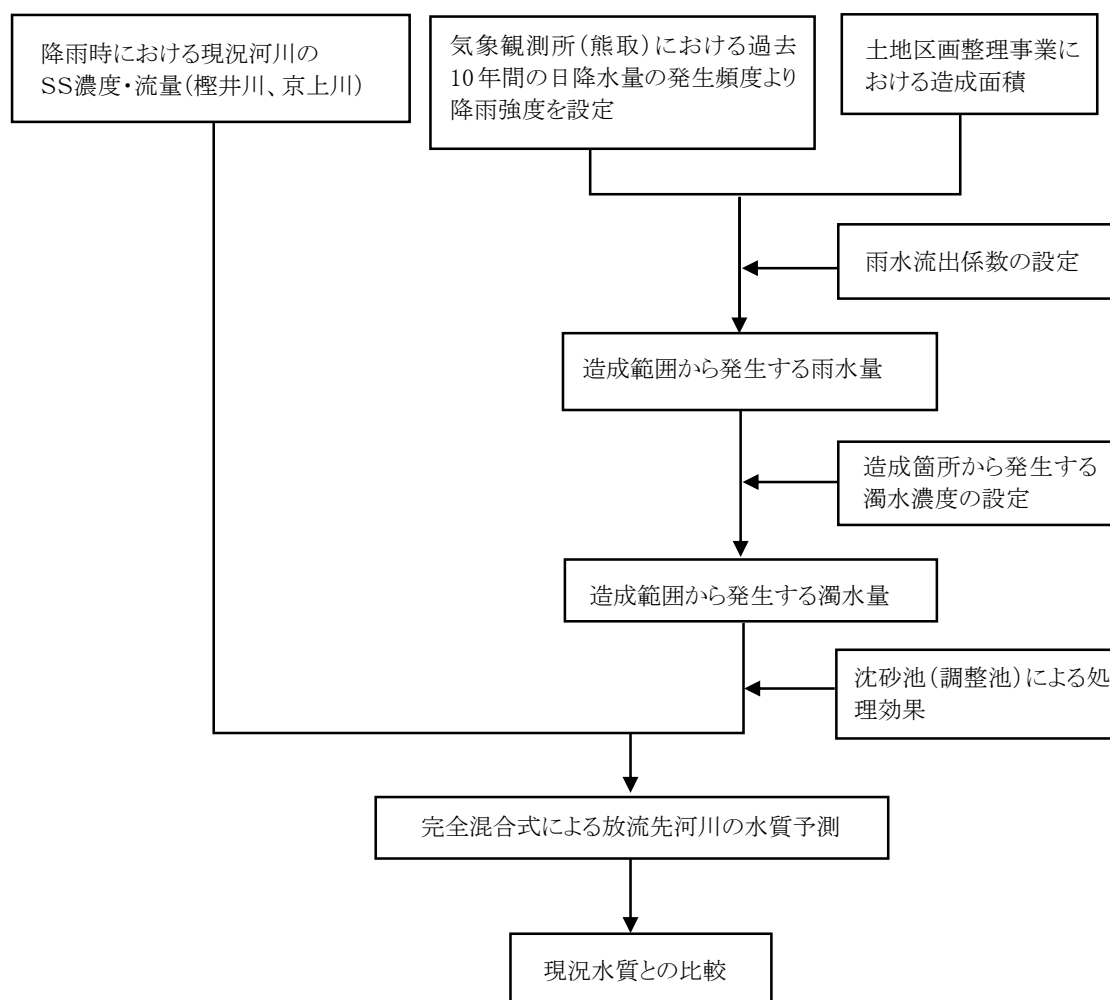 降雨時における現況河川の
SS濃度・流量(樫井川、京上川)
気象観測所(熊取)における過去
10年間の日降水量の発生頻度より
降雨強度を設定
土地区画整理事業に
おける造成面積
雨水流出係数の設定
造成範囲から発生する雨水量
造成箇所から発生する
濁水濃度の設定
造成範囲から発生する濁水量
沈砂池(調整池)による処
理効果
完全混合式による放流先河川の水質予測
現況水質との比較